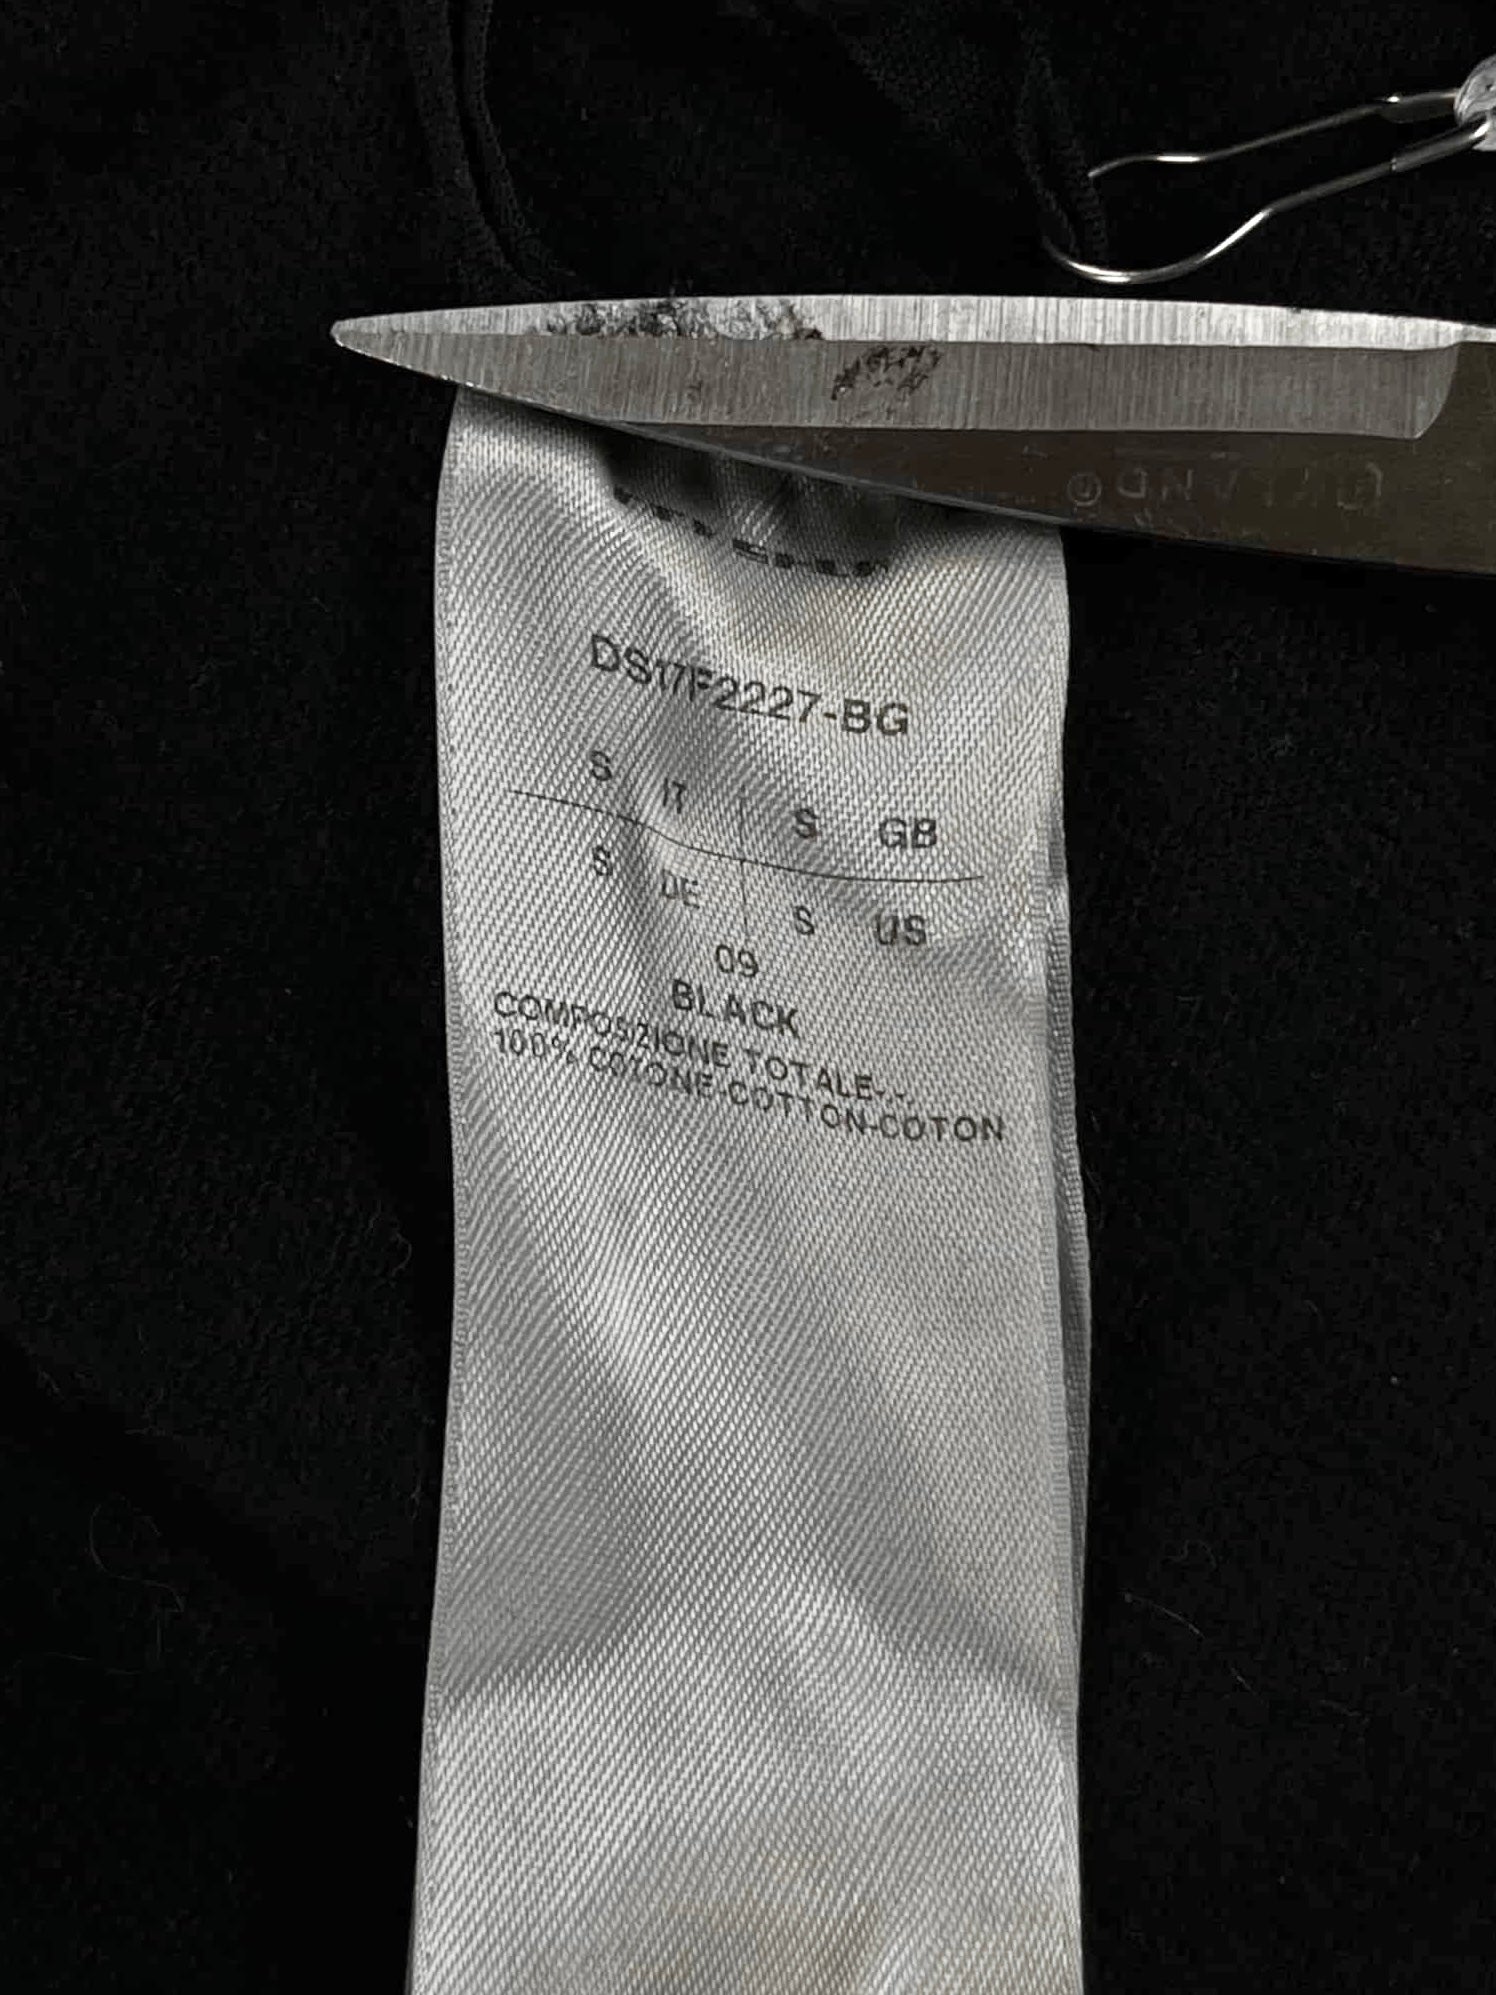 DS17F2227-BG
S IT S GB
S DE S US
09
BLACK
COMPOSIZIONE TOTALE-..
100% COTONE-COTTON-COTON